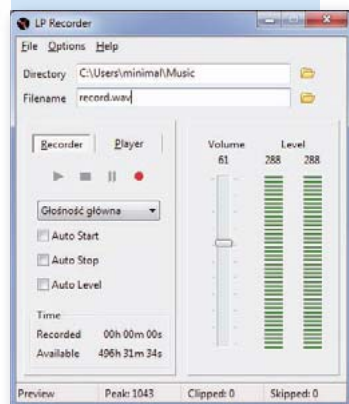 LP Recorder
File Options Help
Directory C:\Users\minimal\Music
Filename record.wav
Recorder Player
Volume Level
61 288 288
Głośność główna
Auto Start
Auto Stop
Auto Level
Time
Recorded 00h 00m 00s
Available 496h 31m 34s
Preview Peak: 1043 Clipped: 0 Skipped: 0